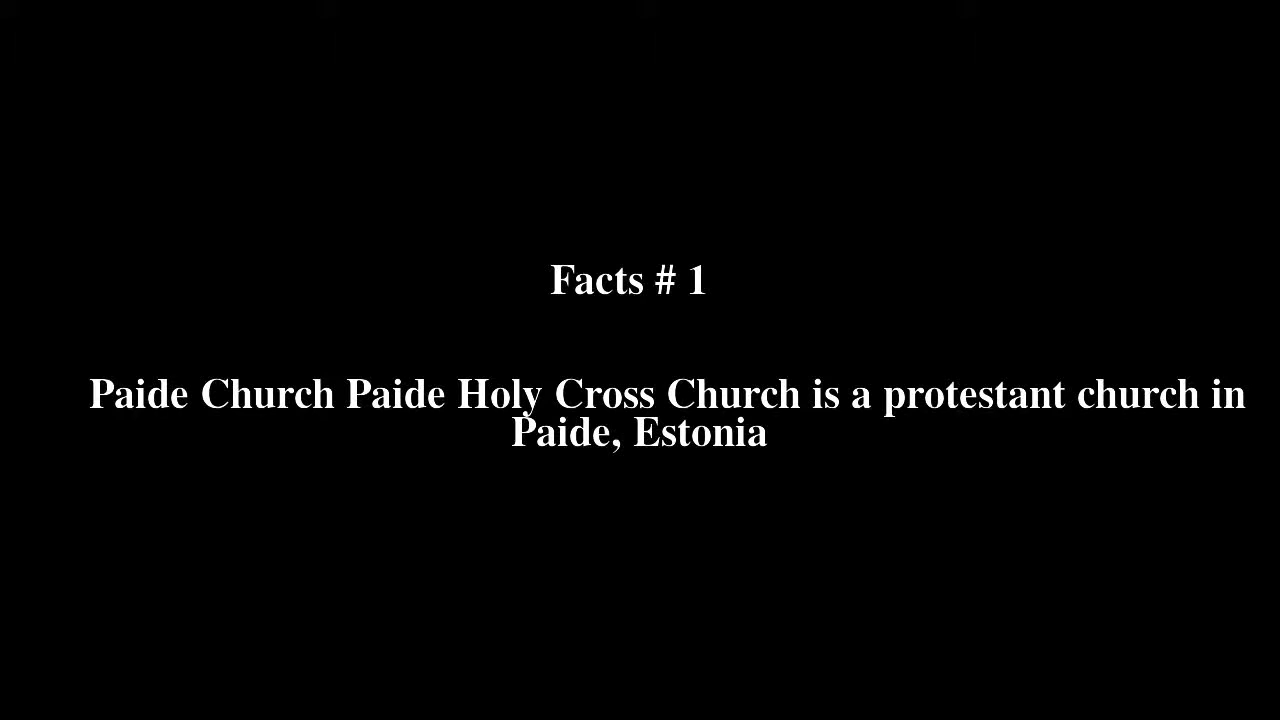 Facts # 1
Paide Church Paide Holy Cross Church is a protestant church in
Paide, Estonia